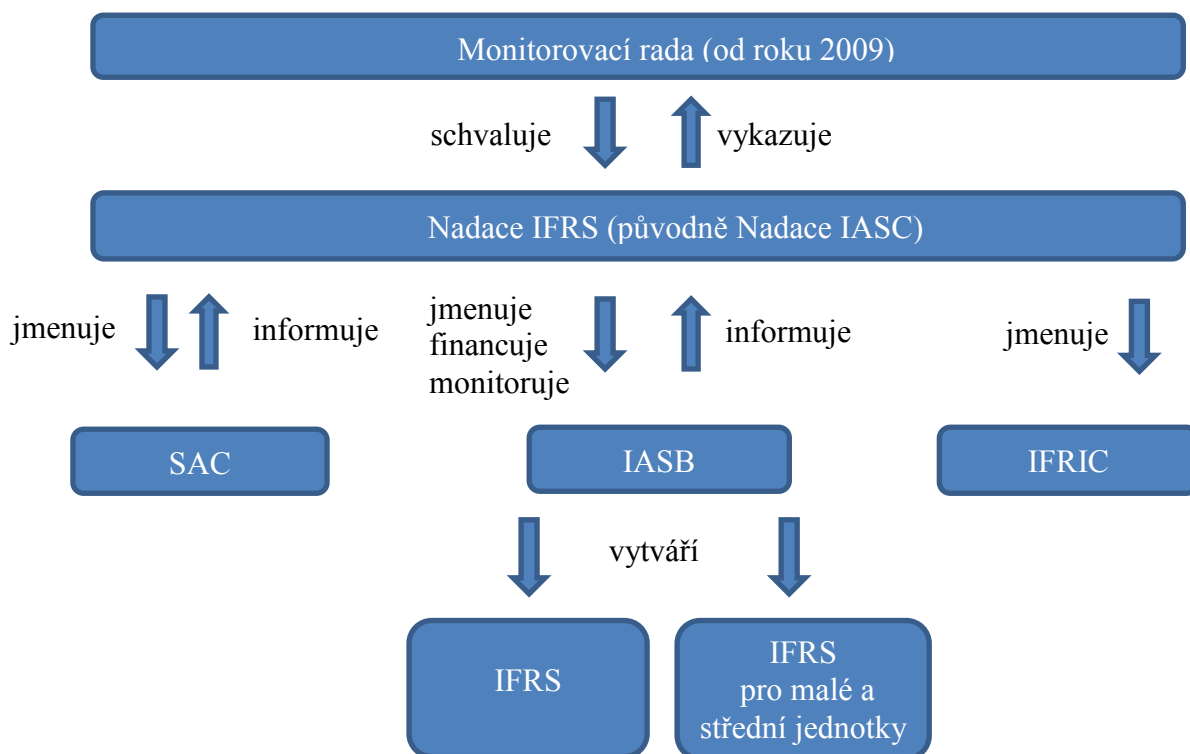 Monitorovací rada (od roku 2009)
schvaluje
vykazuje
Nadace IFRS (původně Nadace IASC)
jmenuje
informuje
jmenuje
financuje
monitoruje
informuje
jmenuje
SAC
IASB
IFRIC
vytváří
IFRS
IFRS
pro malé a
střední jednotky